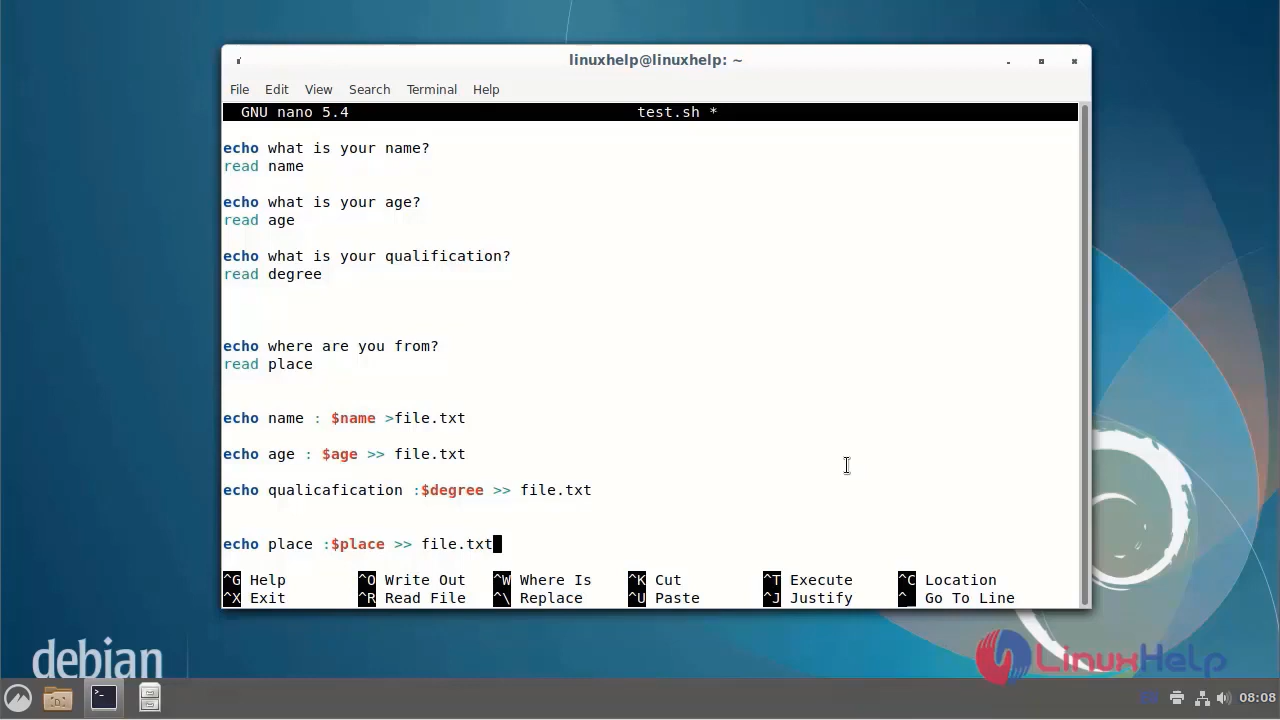 linuxhelp@linuxhelp: ~
File Edit View Search Terminal Help
GNU nano 5.4 test.sh *
echo what is your name?
read name
echo what is your age?
read age
echo what is your qualification?
read degree
echo where are you from?
read place
echo name : $name >file.txt
echo age : $age >> file.txt
echo qualicafication :$degree >> file.txt
echo place :$place >> file.txt
^G Help ^O Write Out ^W Where Is ^K Cut ^T Execute ^C Location
^X Exit ^R Read File ^\ Replace ^U Paste ^J Justify ^_ Go To Line
debian
LinuxHelp
08:08